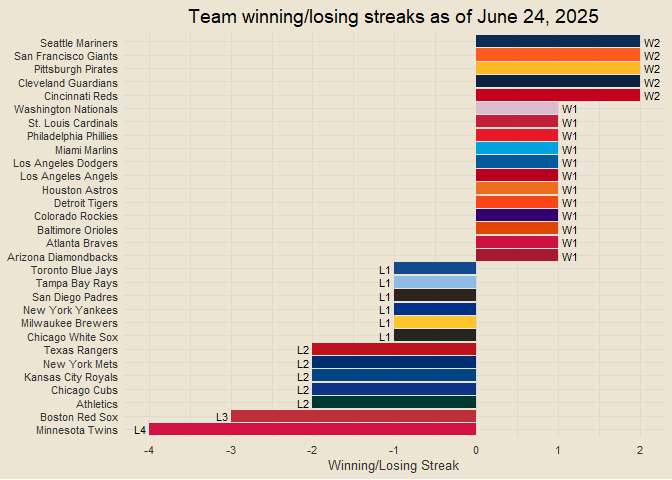 Team winning/losing streaks as of June 24, 2025
Seattle Mariners W2
San Francisco Giants W2
Pittsburgh Pirates W2
Cleveland Guardians W2
Cincinnati Reds W2
Washington Nationals W1
St. Louis Cardinals W1
Philadelphia Phillies W1
Miami Marlins W1
Los Angeles Dodgers W1
Los Angeles Angels W1
Houston Astros W1
Detroit Tigers W1
Colorado Rockies W1
Baltimore Orioles W1
Atlanta Braves W1
Arizona Diamondbacks W1
Toronto Blue Jays L1
Tampa Bay Rays L1
San Diego Padres L1
New York Yankees L1
Milwaukee Brewers L1
Chicago White Sox L1
Texas Rangers L2
New York Mets L2
Kansas City Royals L2
Chicago Cubs L2
Athletics L2
Boston Red Sox L3
Minnesota Twins L4
-4 -3 -2 -1 0 1 2
Winning/Losing Streak